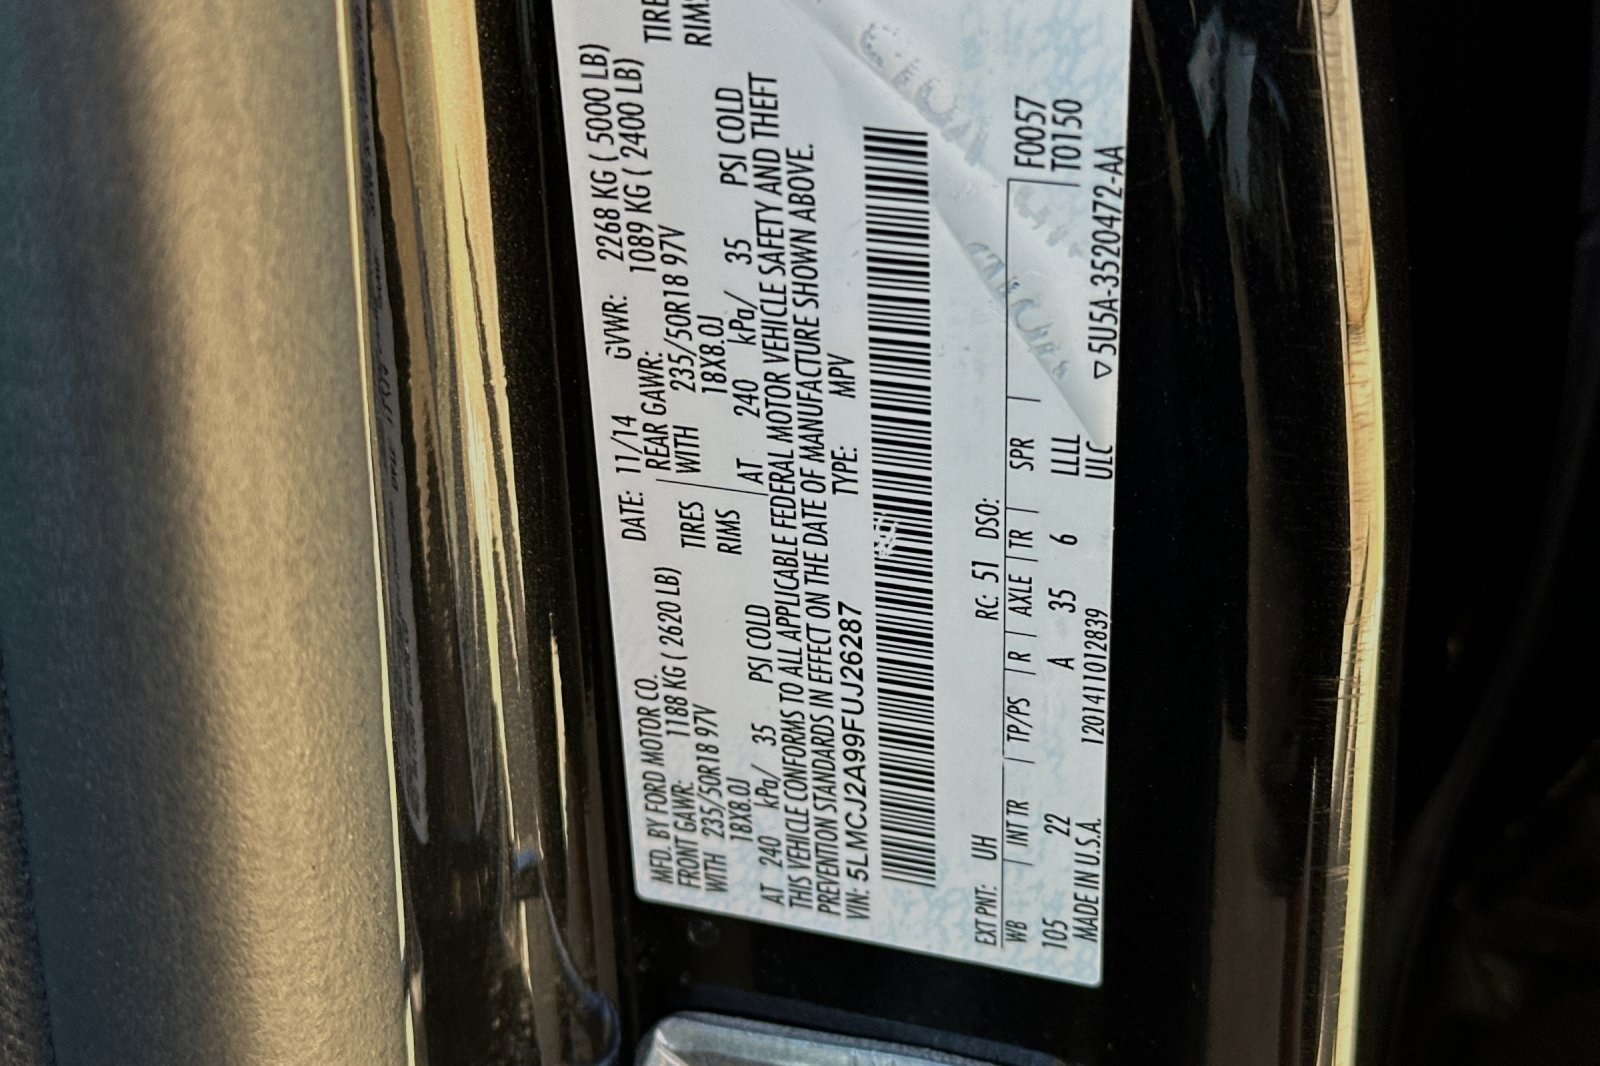 MFD. BY FORD MOTOR CO. DATE: 11/14 GVWR: 2268 KG ( 5000 LB)
FRONT GAWR: 1188 KG ( 2620 LB) REAR GAWR: 1089 KG ( 2400 LB)
WITH 235/50R18 97V TIRES WITH 235/50R18 97V TIRE
18X8.0J RIMS 18X8.0J RIMS
AT 240 kPa/ 35 PSI COLD AT 240 kPa/ 35 PSI COLD
THIS VEHICLE CONFORMS TO ALL APPLICABLE FEDERAL MOTOR VEHICLE SAFETY AND THEFT
PREVENTION STANDARDS IN EFFECT ON THE DATE OF MANUFACTURE SHOWN ABOVE.
VIN: 5LMCJ2A99FUJ26287 TYPE: MPV
EXT PNT: UH RC: 51 DSO:
WB | INT TR | TP/PS | R | AXLE | TR | SPR | F0057
105 22 A 35 6 LLLL T0150
MADE IN U.S.A. 120141101 2839 ULC ▽5U5A-3520472-AA